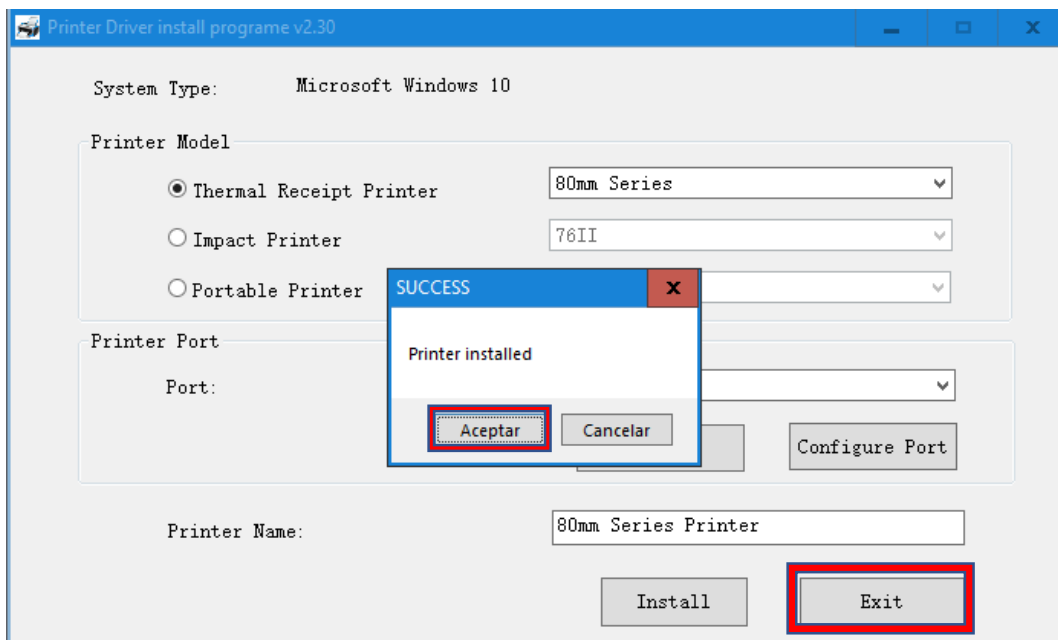 Printer Driver install programe v2.30
System Type: Microsoft Windows 10
Printer Model
Thermal Receipt Printer 80mm Series
Impact Printer 76II
Portable Printer
SUCCESS
Printer installed
Aceptar Cancelar
Printer Port
Port:
Configure Port
Printer Name: 80mm Series Printer
Install Exit